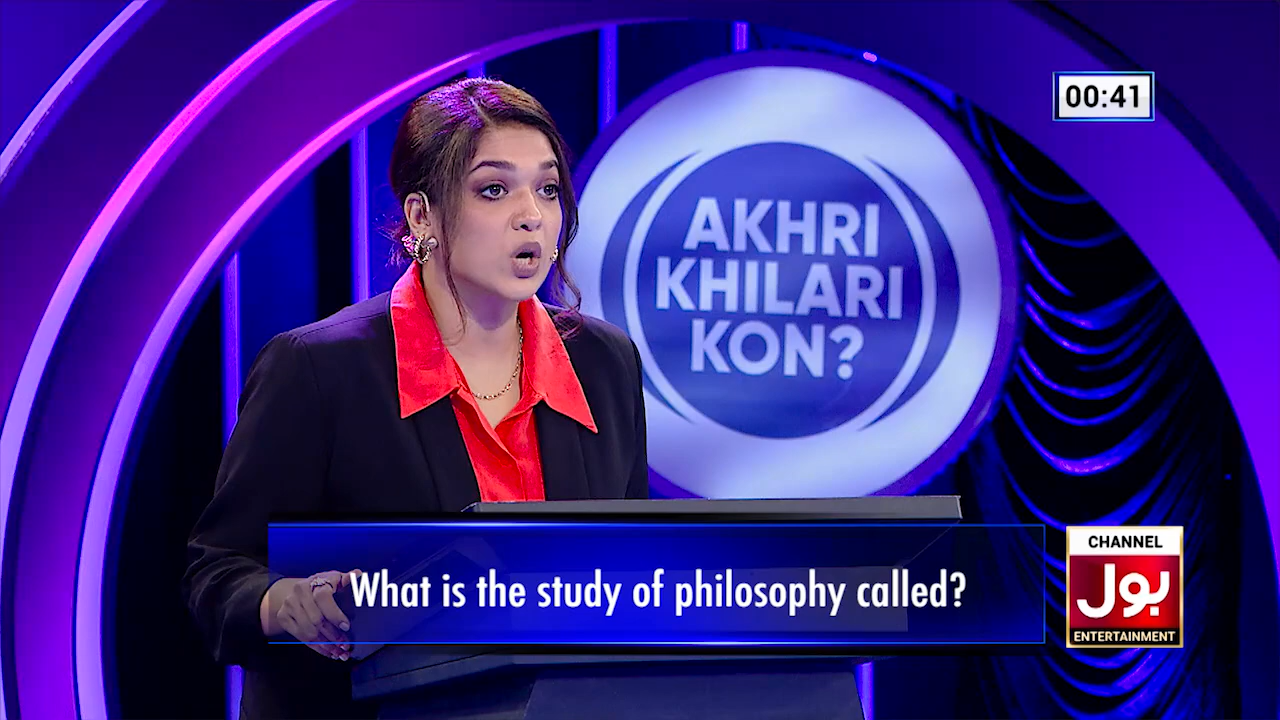 00:41
AKHRI
KHILARI
KON?
What is the study of philosophy called?
CHANNEL
بول
ENTERTAINMENT